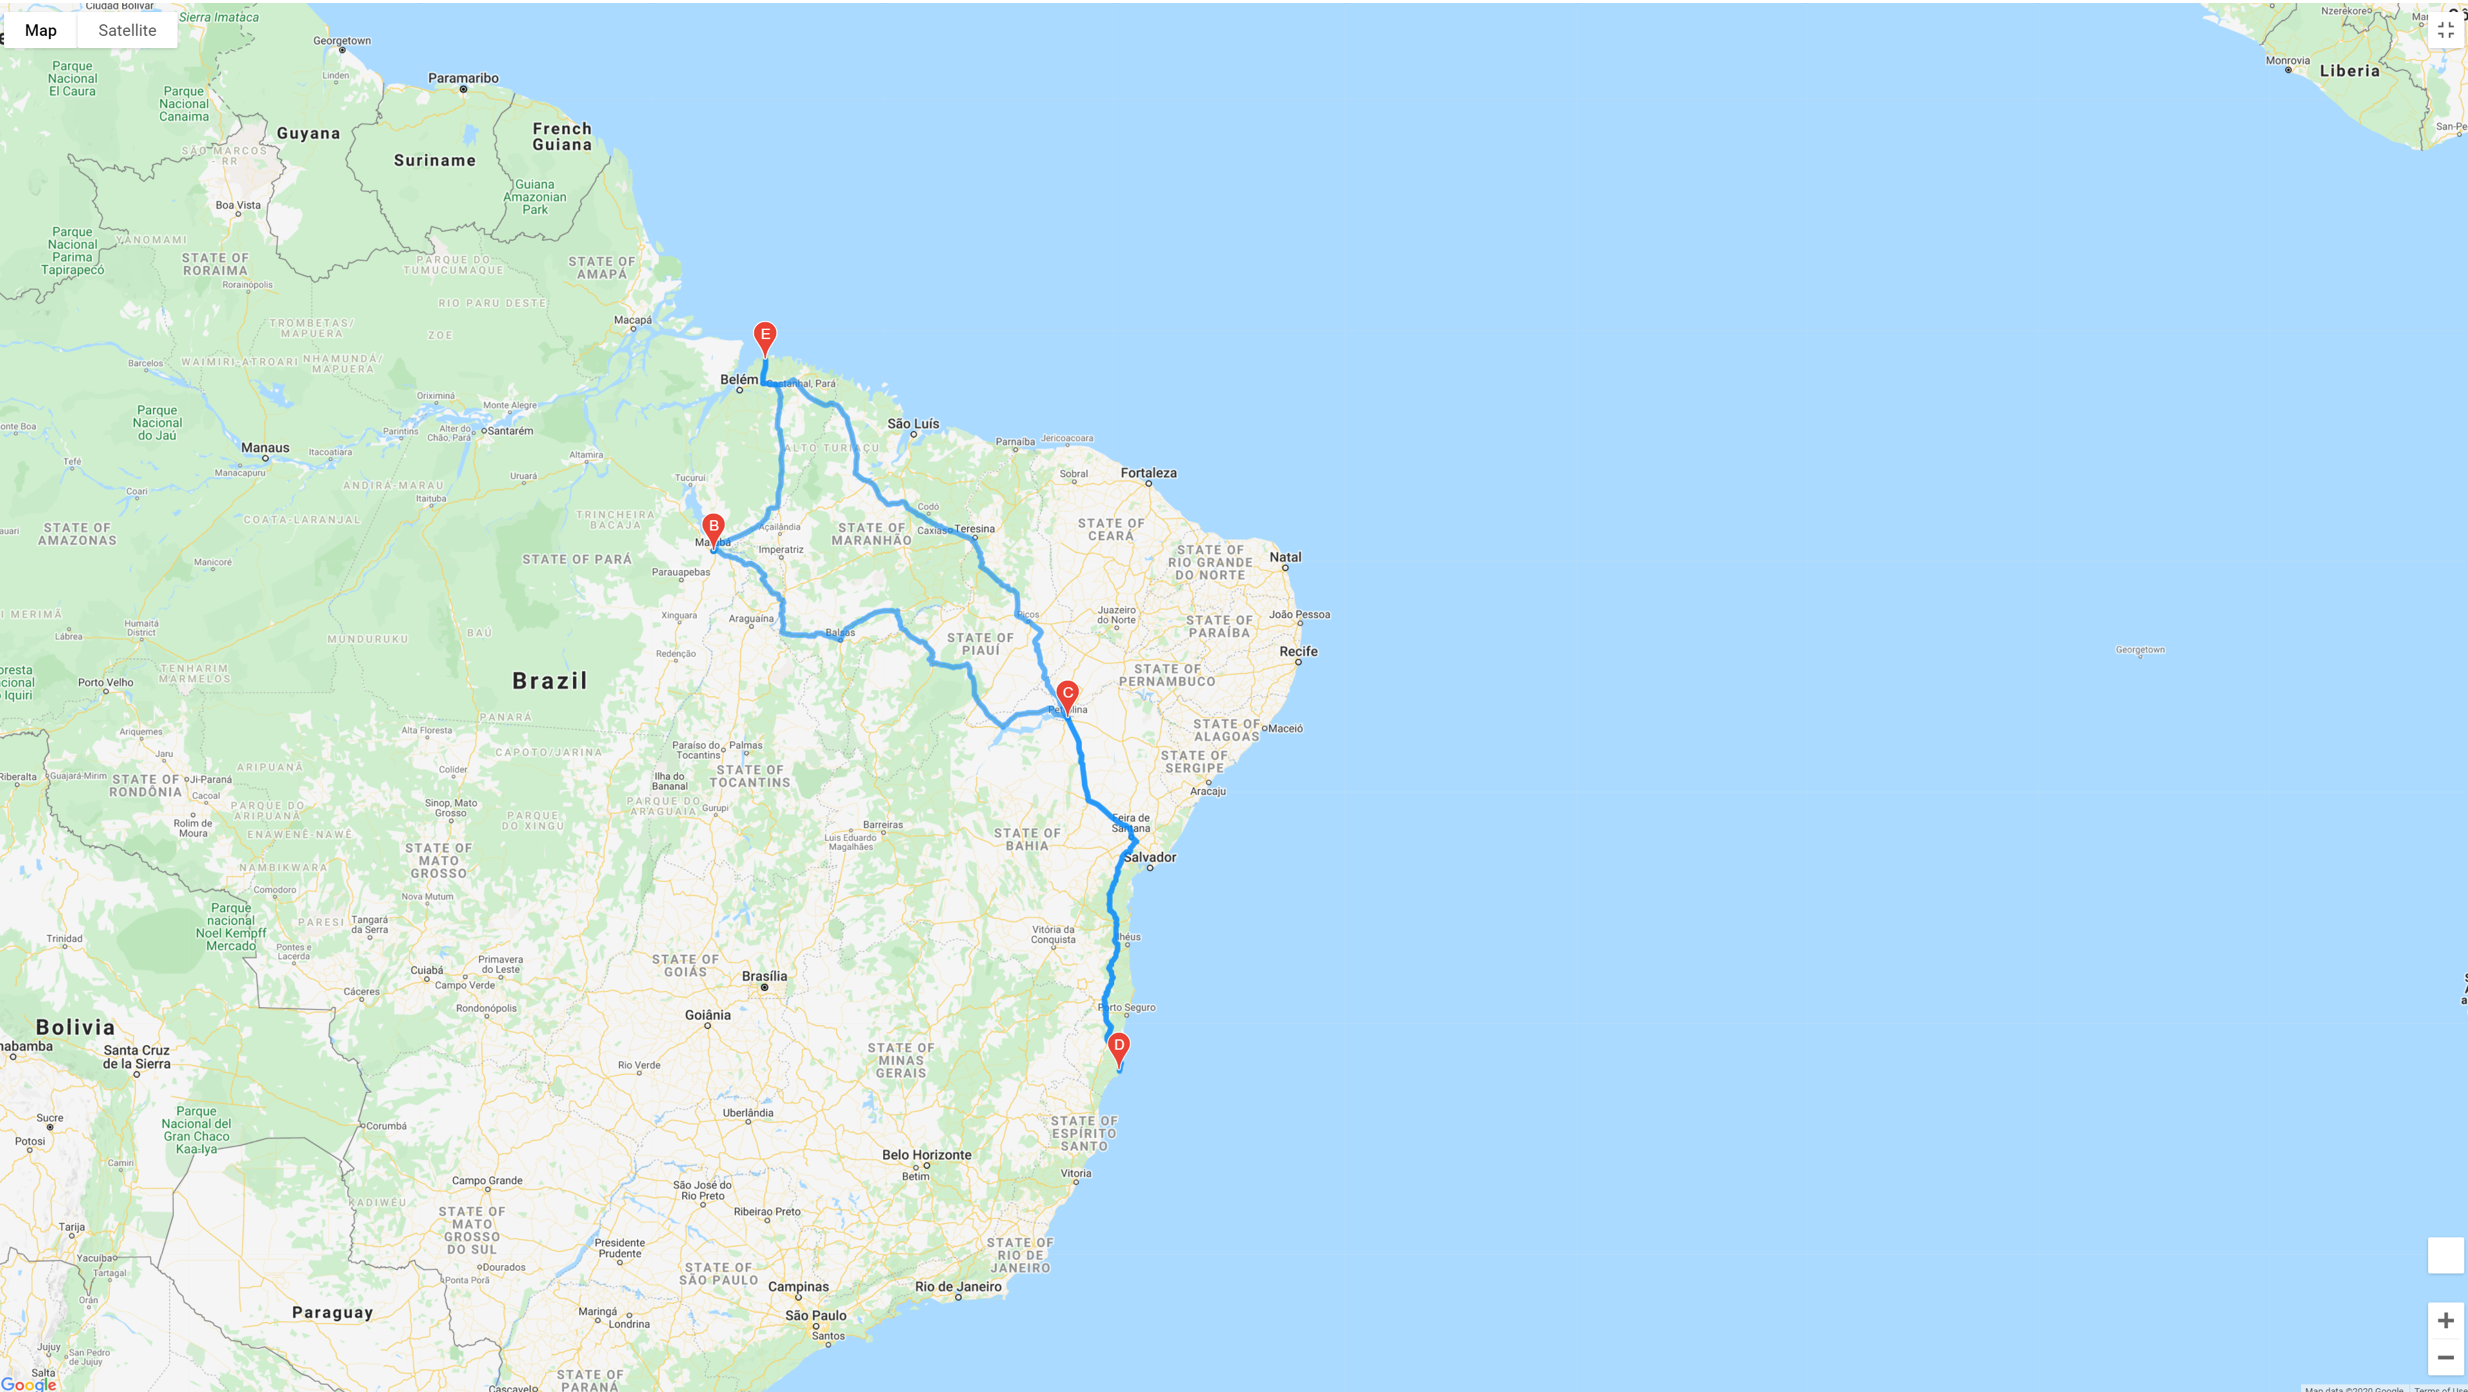 Ciudad Bolívar
Sierra Imataca
Map
Satellite
Georgetown
Nzerekore
Monrovia
Liberia
San-Pe
Parque
Nacional
El Caura
Linden
Paramaribo
Parque
Nacional
Canaima
Guyana
French
Guiana
Suriname
SÃO MARCOS
- RR
Guiana
Amazonian
Park
Boa Vista
Parque
Nacional
Parima
Tapirapecó
YANOMAMI
STATE OF
RORAIMA
PARQUE DO
TUMUCUMAQUE
STATE OF
AMAPÁ
Rorainópolis
RIO PARU DESTE
TROMBETAS/
MAPUERA
ZOE
Macapá
E
WAIMIRI-ATROARI
NHAMUNDÁ/
MAPUERA
Barcelos
Belém
Castanhal, Pará
Oriximiná
Monte Alegre
Parque
Nacional
do Jaú
onte Boa
Parintins
Alter do
Chão, Pará
Santarém
São Luís
Parnaíba
Jericoacoara
Manaus
Itacoatiara
Manacapuru
Altamira
ALTO TURIAÇU
Tefé
Coari
Uruará
Tucuruí
Sobral
Fortaleza
ANDIRÁ-MARAU
Itaituba
COATA-LARANJAL
TRINCHEIRA
BACAJA
B
Açailândia
Codó
Caxias
Teresina
STATE OF
AMAZONAS
STATE OF
MARANHÃO
STATE OF
CEARÁ
Marabá
Imperatriz
STATE OF PARÁ
Manicoré
Parauapebas
Natal
STATE OF
RIO GRANDE
DO NORTE
I MERIMÃ
Humaitá
District
Lábrea
Xinguara
Araguaína
Picos
Juazeiro
do Norte
João Pessoa
STATE OF
PARAÍBA
MUNDURUKU
BAÚ
Balsas
STATE OF
PIAUÍ
Recife
Georgetown
Redenção
TENHARIM
MARMELOS
Porto Velho
Brazil
STATE OF
PERNAMBUCO
C
Petrolina
PANARÁ
Alta Floresta
STATE OF
ALAGOAS
Maceió
Ariquemes
Jaru
CAPOTO/JARINA
Paraíso do
Tocantins
Palmas
STATE OF
SERGIPE
ARIPUANÃ
Colíder
Riberalta
Guajará-Mirim
STATE OF
RONDÔNIA
Ji-Paraná
Cacoal
Ilha do
Bananal
STATE OF
TOCANTINS
Aracaju
PARQUE DO
ARIPUANÃ
Sinop, Mato
Grosso
PARQUE DO
ARAGUAIA
Gurupi
Rolim de
Moura
PARQUE
DO XINGU
ENAWENÊ-NAWÊ
Luis Eduardo
Magalhães
Barreiras
STATE OF
BAHIA
Feira de
Santana
STATE OF
MATO
GROSSO
Salvador
NAMBIKWARA
Comodoro
Nova Mutum
Parque
nacional
Noel Kempff
Mercado
PARESI
Tangará
da Serra
Trinidad
Pontes e
Lacerda
Vitória da
Conquista
Ilhéus
Primavera
do Leste
STATE OF
GOIÁS
Cuiabá
Campo Verde
Brasília
Cáceres
Rondonópolis
Porto Seguro
Goiânia
Bolivia
habamba
Santa Cruz
de la Sierra
STATE OF
MINAS
GERAIS
D
Rio Verde
Sucre
Potosi
Parque
Nacional del
Gran Chaco
Kaa-Iya
Corumbá
Uberlândia
STATE OF
ESPÍRITO
SANTO
Belo Horizonte
Betim
Camiri
Vitoria
Campo Grande
São José do
Rio Preto
KADIWÉU
Ribeirao Preto
STATE OF
MATO
GROSSO
DO SUL
Tarija
Yacuiba
Tartagal
Presidente
Prudente
STATE OF
RIO DE
JANEIRO
Dourados
Ponta Porã
STATE OF
SÃO PAULO
Campinas
Rio de Janeiro
Orán
Paraguay
Maringá
Londrina
São Paulo
Santos
Jujuy
San Pedro
de Jujuy
Salta
STATE OF
PARANÁ
Cascavel
Google
Map data ©2020 Google
Terms of Use